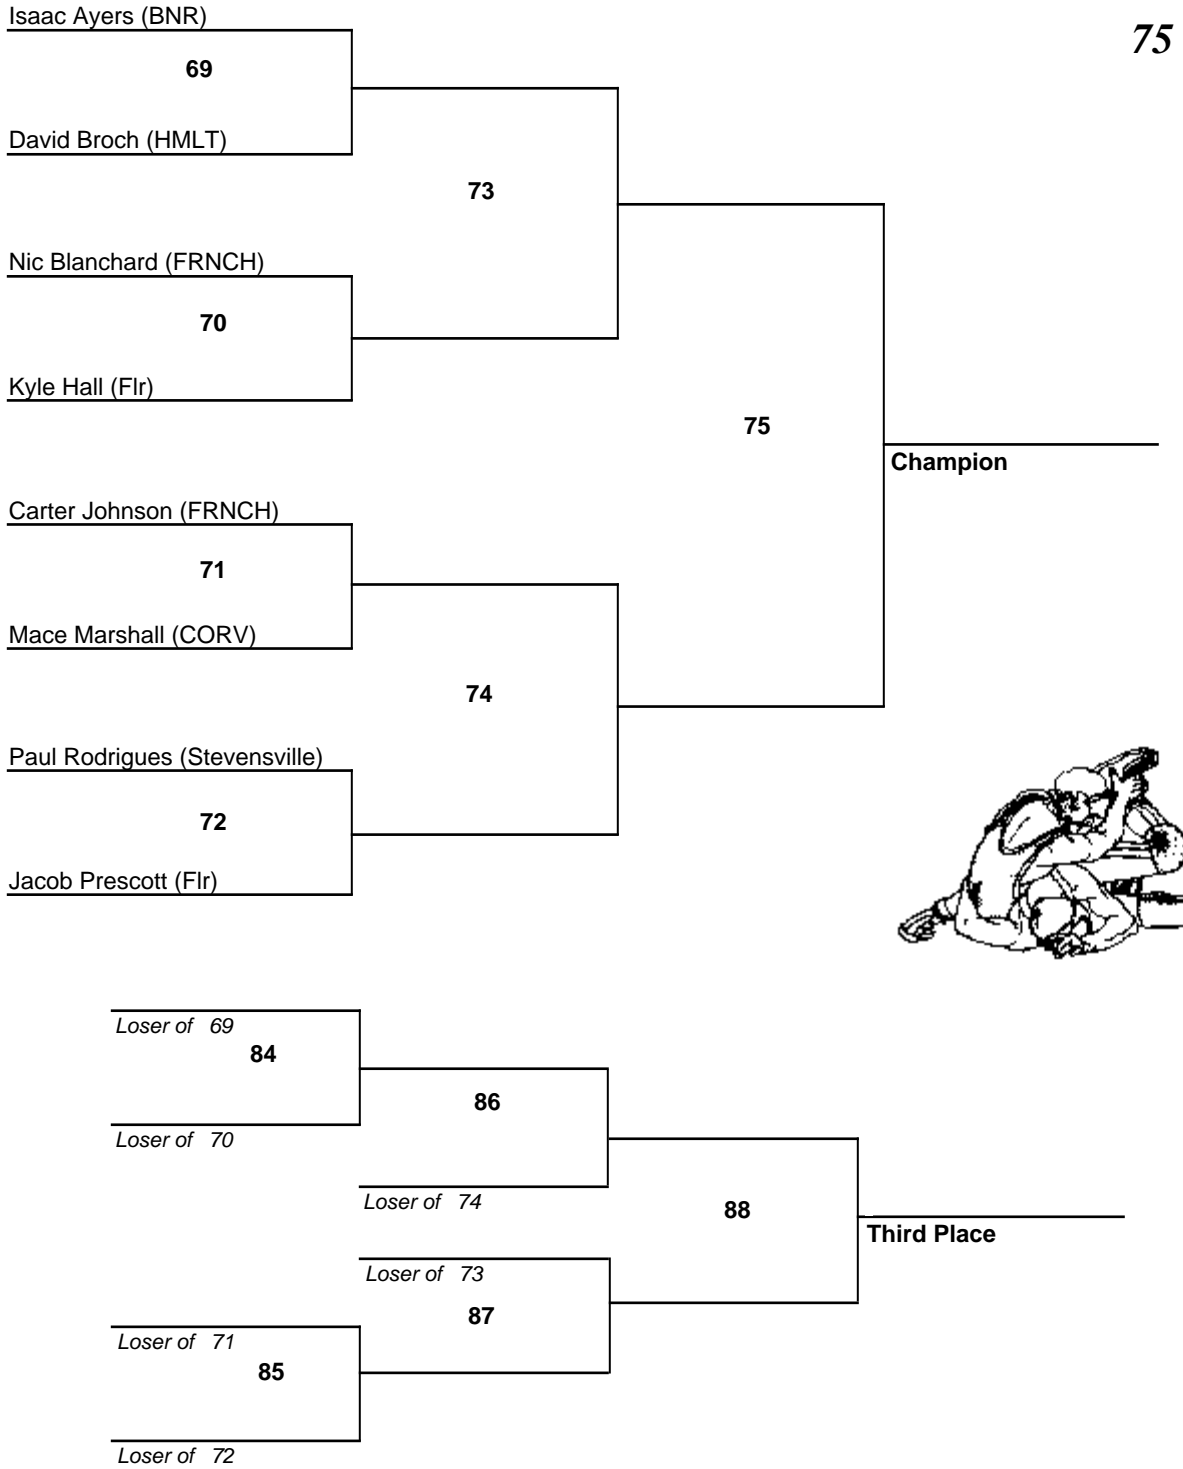 Isaac Ayers (BNR)
75
69
David Broch (HMLT)
73
Nic Blanchard (FRNCH)
70
Kyle Hall (Flr)
75
Champion
Carter Johnson (FRNCH)
71
Mace Marshall (CORV)
74
Paul Rodrigues (Stevensville)
72
Jacob Prescott (Flr)
Loser of 69
84
86
Loser of 70
Loser of 74
88
Third Place
Loser of 73
87
Loser of 71
85
Loser of 72